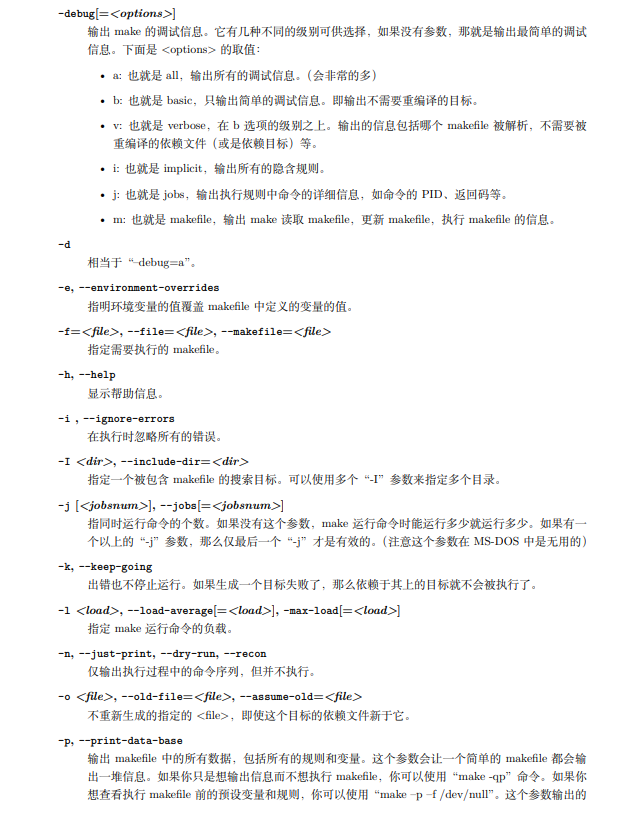 -debug[=<options>]
输出 make 的调试信息。它有几种不同的级别可供选择，如果没有参数，那就是输出最简单的调试
信息。下面是 <options> 的取值：
• a: 也就是 all，输出所有的调试信息。（会非常的多）
• b: 也就是 basic，只输出简单的调试信息。即输出不需要重编译的目标。
• v: 也就是 verbose，在 b 选项的级别之上。输出的信息包括哪个 makefile 被解析，不需要被
重编译的依赖文件（或是依赖目标）等。
• i: 也就是 implicit，输出所有的隐含规则。
• j: 也就是 jobs，输出执行规则中命令的详细信息，如命令的 PID、返回码等。
• m: 也就是 makefile，输出 make 读取 makefile，更新 makefile，执行 makefile 的信息。
-d
相当于 “–debug=a”。
-e, --environment-overrides
指明环境变量的值覆盖 makefile 中定义的变量的值。
-f=<file>, --file=<file>, --makefile=<file>
指定需要执行的 makefile。
-h, --help
显示帮助信息。
-i , --ignore-errors
在执行时忽略所有的错误。
-I <dir>, --include-dir=<dir>
指定一个被包含 makefile 的搜索目标。可以使用多个 “-I” 参数来指定多个目录。
-j [<jobsnum>], --jobs[=<jobsnum>]
指同时运行命令的个数。如果没有这个参数，make 运行命令时能运行多少就运行多少。如果有一
个以上的 “-j” 参数，那么仅最后一个 “-j” 才是有效的。（注意这个参数在 MS-DOS 中是无用的）
-k, --keep-going
出错也不停止运行。如果生成一个目标失败了，那么依赖于其上的目标就不会被执行了。
-l <load>, --load-average[=<load>], -max-load[=<load>]
指定 make 运行命令的负载。
-n, --just-print, --dry-run, --recon
仅输出执行过程中的命令序列，但并不执行。
-o <file>, --old-file=<file>, --assume-old=<file>
不重新生成的指定的 <file>，即使这个目标的依赖文件新于它。
-p, --print-data-base
输出 makefile 中的所有数据，包括所有的规则和变量。这个参数会让一个简单的 makefile 都会输
出一堆信息。如果你只是想输出信息而不想执行 makefile，你可以使用 “make -qp” 命令。如果你
想查看执行 makefile 前的预设变量和规则，你可以使用 “make –p –f /dev/null”。这个参数输出的